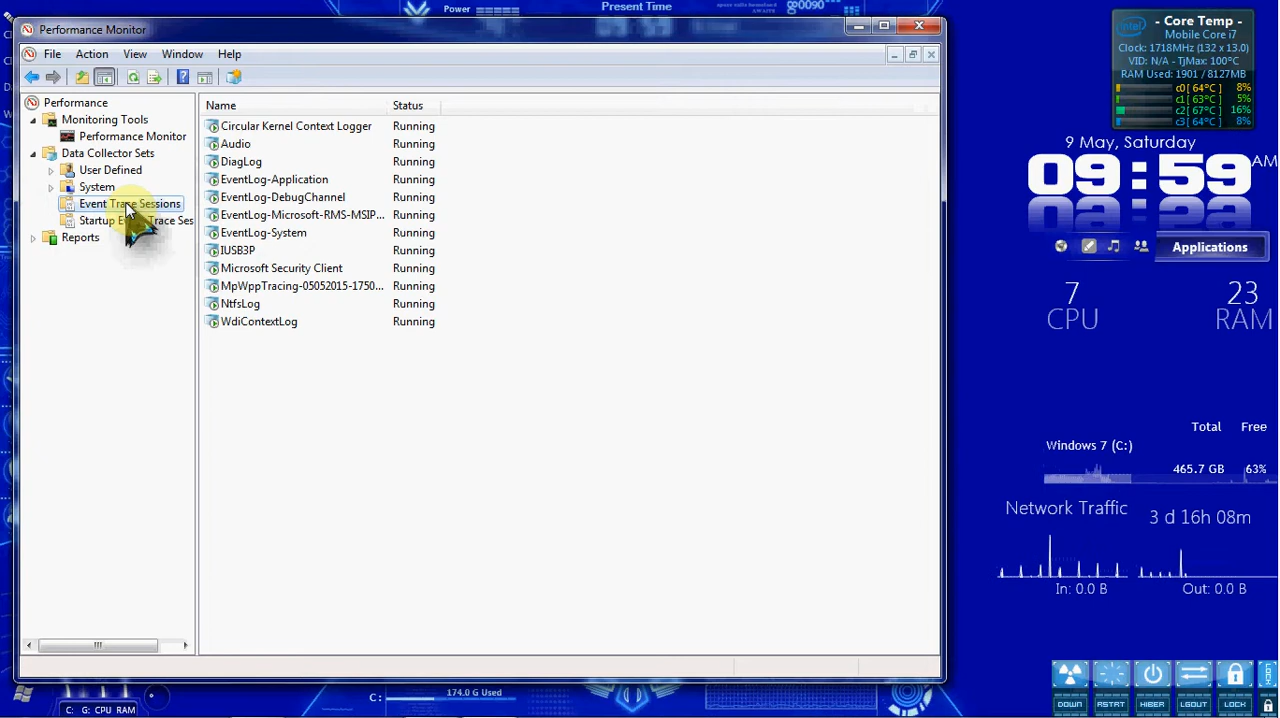 Power
Present Time
00090
Performance Monitor
File Action View Window Help
Performance
Monitoring Tools
Performance Monitor
Data Collector Sets
User Defined
System
Event Trace Sessions
Startup E Trace Ses
Reports
Name Status
Circular Kernel Context Logger Running
Audio Running
DiagLog Running
EventLog-Application Running
EventLog-DebugChannel Running
EventLog-Microsoft-RMS-MSIP... Running
EventLog-System Running
IUSB3P Running
Microsoft Security Client Running
MpWppTracing-05052015-1750... Running
NtfsLog Running
WdiContextLog Running
intel
- Core Temp -
Mobile Core i7
Clock: 1718MHz (132 x 13.0)
VID: N/A - TjMax: 100°C
RAM Used: 1901 / 8127MB
c0[ 64°C] 8%
c1[ 63°C] 5%
c2[ 67°C] 16%
c3[ 64°C] 8%
9 May, Saturday
09:59 AM
Applications
7 23
CPU RAM
Total Free
Windows 7 (C:)
465.7 GB 63%
Network Traffic 3 d 16h 08m
In: 0.0 B Out: 0.0 B
DOWN RSTRT HIBER LGOUT LOCK
C: G: CPU RAM
C: 174.0 G Used